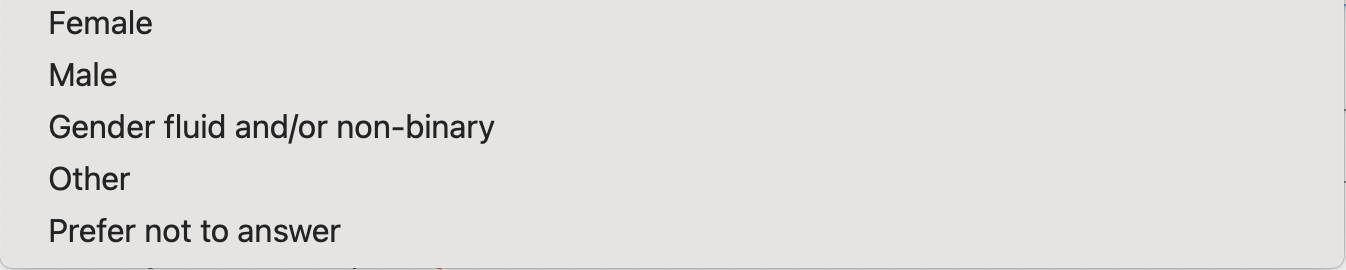 Female
Male
Gender fluid and/or non-binary
Other
Prefer not to answer